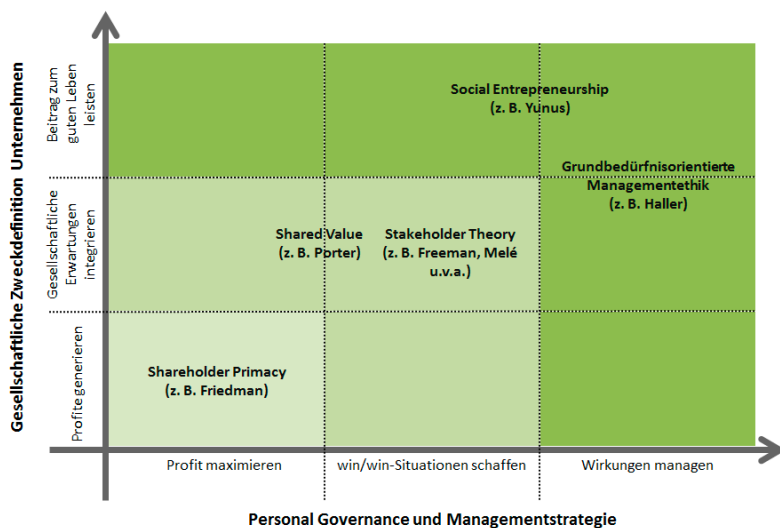 Gesellschaftliche Zweckdefinition Unternehmen
Beitrag zum
guten Leben
leisten
Gesellschaftliche
Erwartungen
integrieren
Profite generieren
Social Entrepreneurship
(z. B. Yunus)
Grundbedürfnisorientierte
Managementethik
(z. B. Haller)
Shared Value
(z. B. Porter)
Stakeholder Theory
(z. B. Freeman, Melé
u.v.a.)
Shareholder Primacy
(z. B. Friedman)
Profit maximieren
win/win-Situationen schaffen
Wirkungen managen
Personal Governance und Managementstrategie